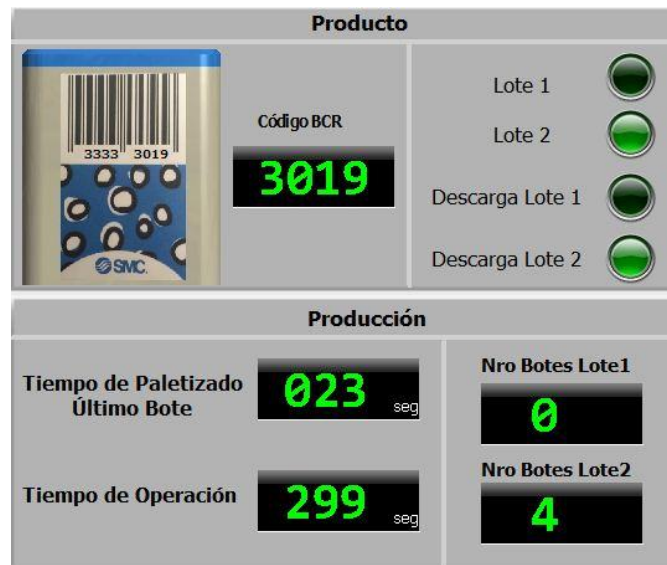 Producto
3333 3019
SMC.
Código BCR
3019
Lote 1
Lote 2
Descarga Lote 1
Descarga Lote 2
Producción
Tiempo de Paletizado
Último Bote
023 seg
Tiempo de Operación
299 seg
Nro Botes Lote1
0
Nro Botes Lote2
4